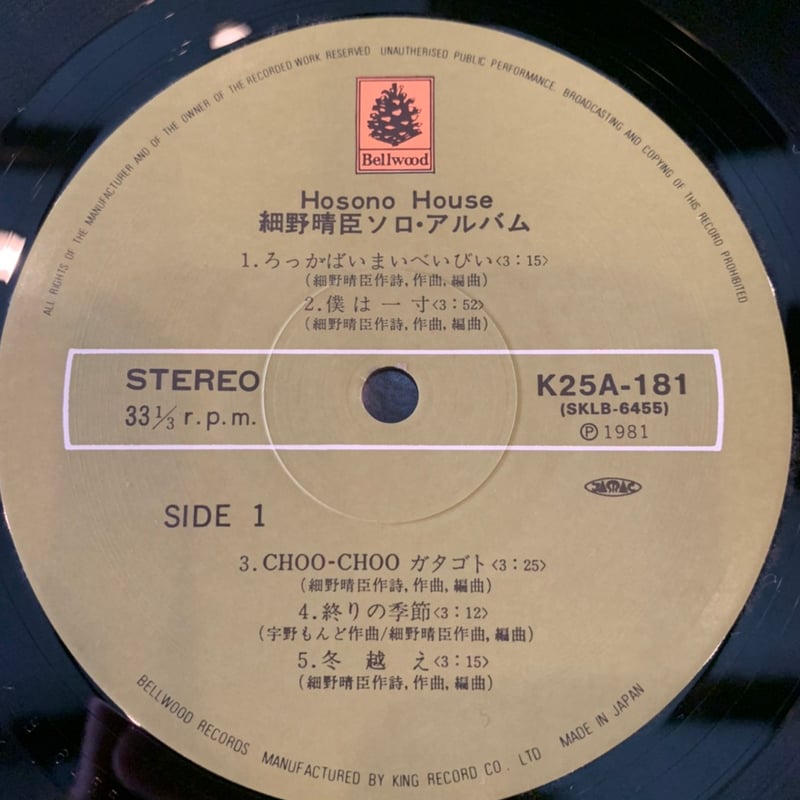 ALL RIGHTS OF THE MANUFACTURER AND OF THE OWNER OF THE RECORDED WORK RESERVED UNAUTHORISED PUBLIC PERFORMANCE. BROADCASTING AND COPYING OF THIS RECORD PROHIBITED
Bellwood
Hosono House
細野晴臣ソロ・アルバム
1.ろっかばいまいべいびい<3:15>
(細野晴臣作詩,作曲,編曲)
2.僕は一寸<3:52>
(細野晴臣作詩,作曲,編曲)
STEREO
33 1/3 r.p.m.
K25A-181
(SKLB-6455)
Ⓟ 1981
JASRAC
SIDE 1
3.CHOO-CHOO ガタゴト<3:25>
(細野晴臣作詩,作曲,編曲)
4.終りの季節<3:12>
(宇野もんど作曲/細野晴臣作曲,編曲)
5.冬越え<3:15>
(細野晴臣作詩,作曲,編曲)
BELLWOOD RECORDS MANUFACTURED BY KING RECORD CO. LTD MADE IN JAPAN